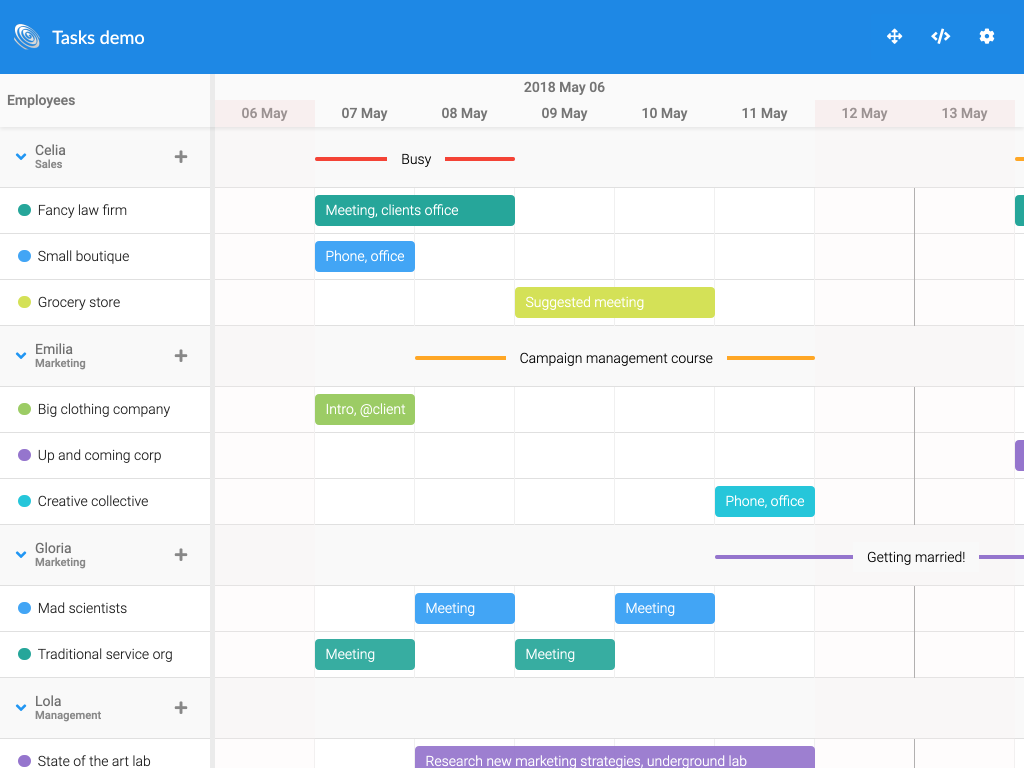 Tasks demo
2018 May 06
Employees
06 May 07 May 08 May 09 May 10 May 11 May 12 May 13 May
Celia
Sales
Busy
Fancy law firm Meeting, clients office
Small boutique Phone, office
Grocery store Suggested meeting
Emilia
Marketing
Campaign management course
Big clothing company Intro, @client
Up and coming corp
Creative collective Phone, office
Gloria
Marketing
Getting married!
Mad scientists Meeting Meeting
Traditional service org Meeting Meeting
Lola
Management
State of the art lab Research new marketing strategies, underground lab